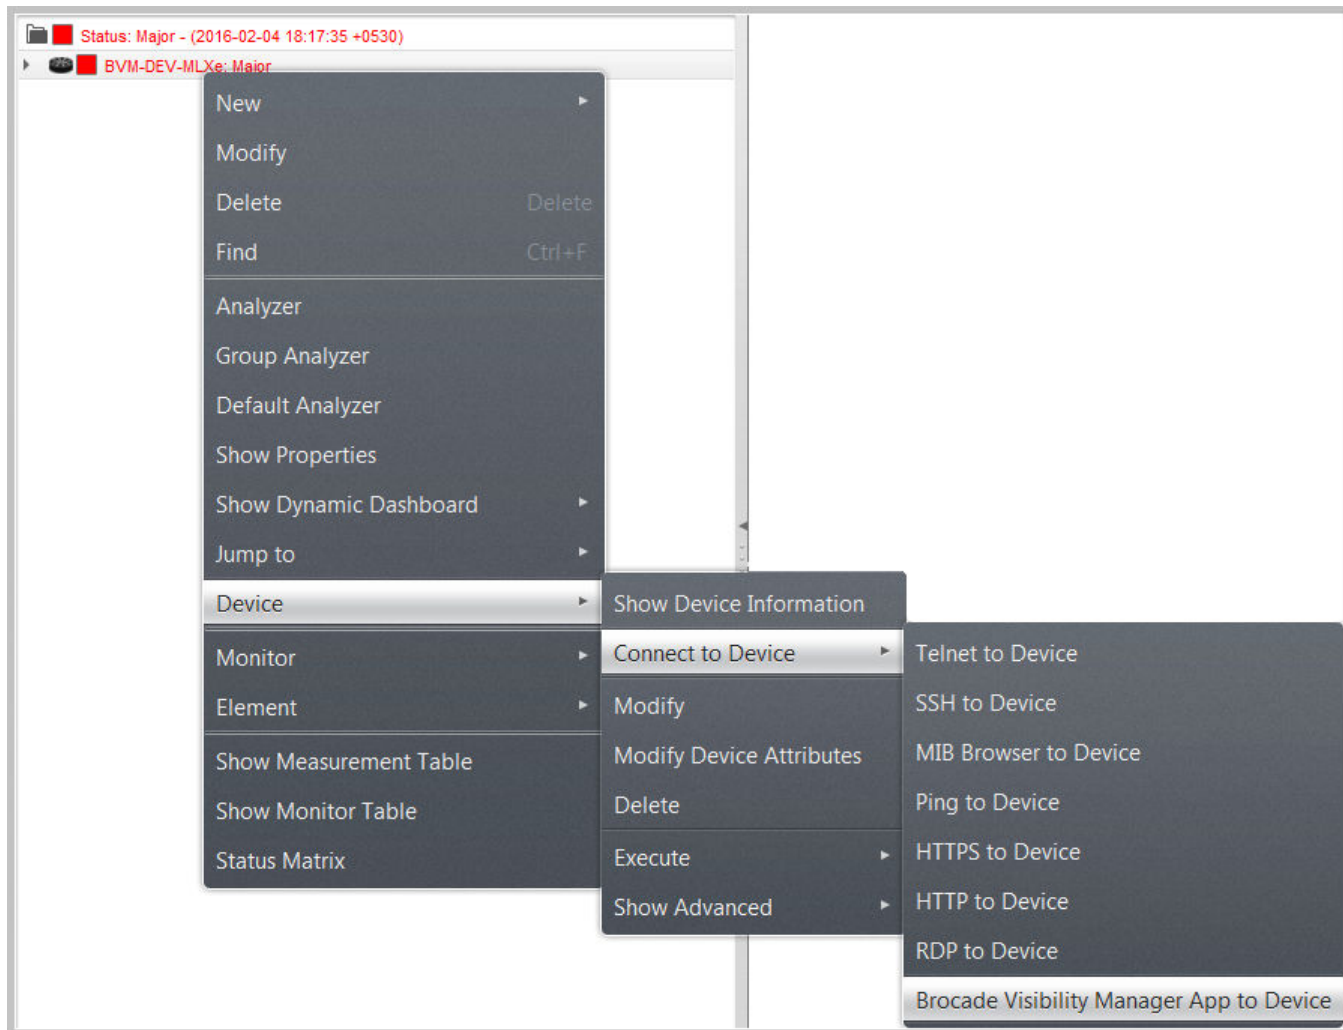 Status: Major - (2016-02-04 18:17:35 +0530)
BVM-DEV-MLXe: Major
New
Modify
Delete Delete
Find Ctrl+F
Analyzer
Group Analyzer
Default Analyzer
Show Properties
Show Dynamic Dashboard
Jump to
Device
Monitor
Element
Show Measurement Table
Show Monitor Table
Status Matrix
Show Device Information
Connect to Device
Modify
Modify Device Attributes
Delete
Execute
Show Advanced
Telnet to Device
SSH to Device
MIB Browser to Device
Ping to Device
HTTPS to Device
HTTP to Device
RDP to Device
Brocade Visibility Manager App to Device